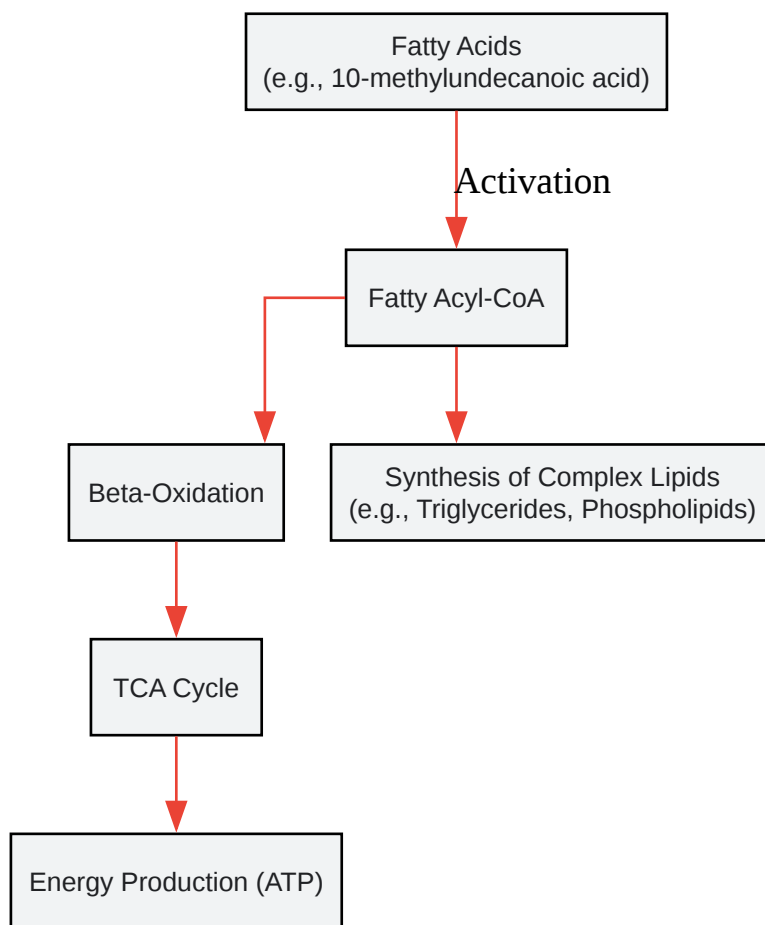 Fatty Acids
(e.g., 10-methylundecanoic acid)
Activation
Fatty Acyl-CoA
Beta-Oxidation
Synthesis of Complex Lipids
(e.g., Triglycerides, Phospholipids)
TCA Cycle
Energy Production (ATP)